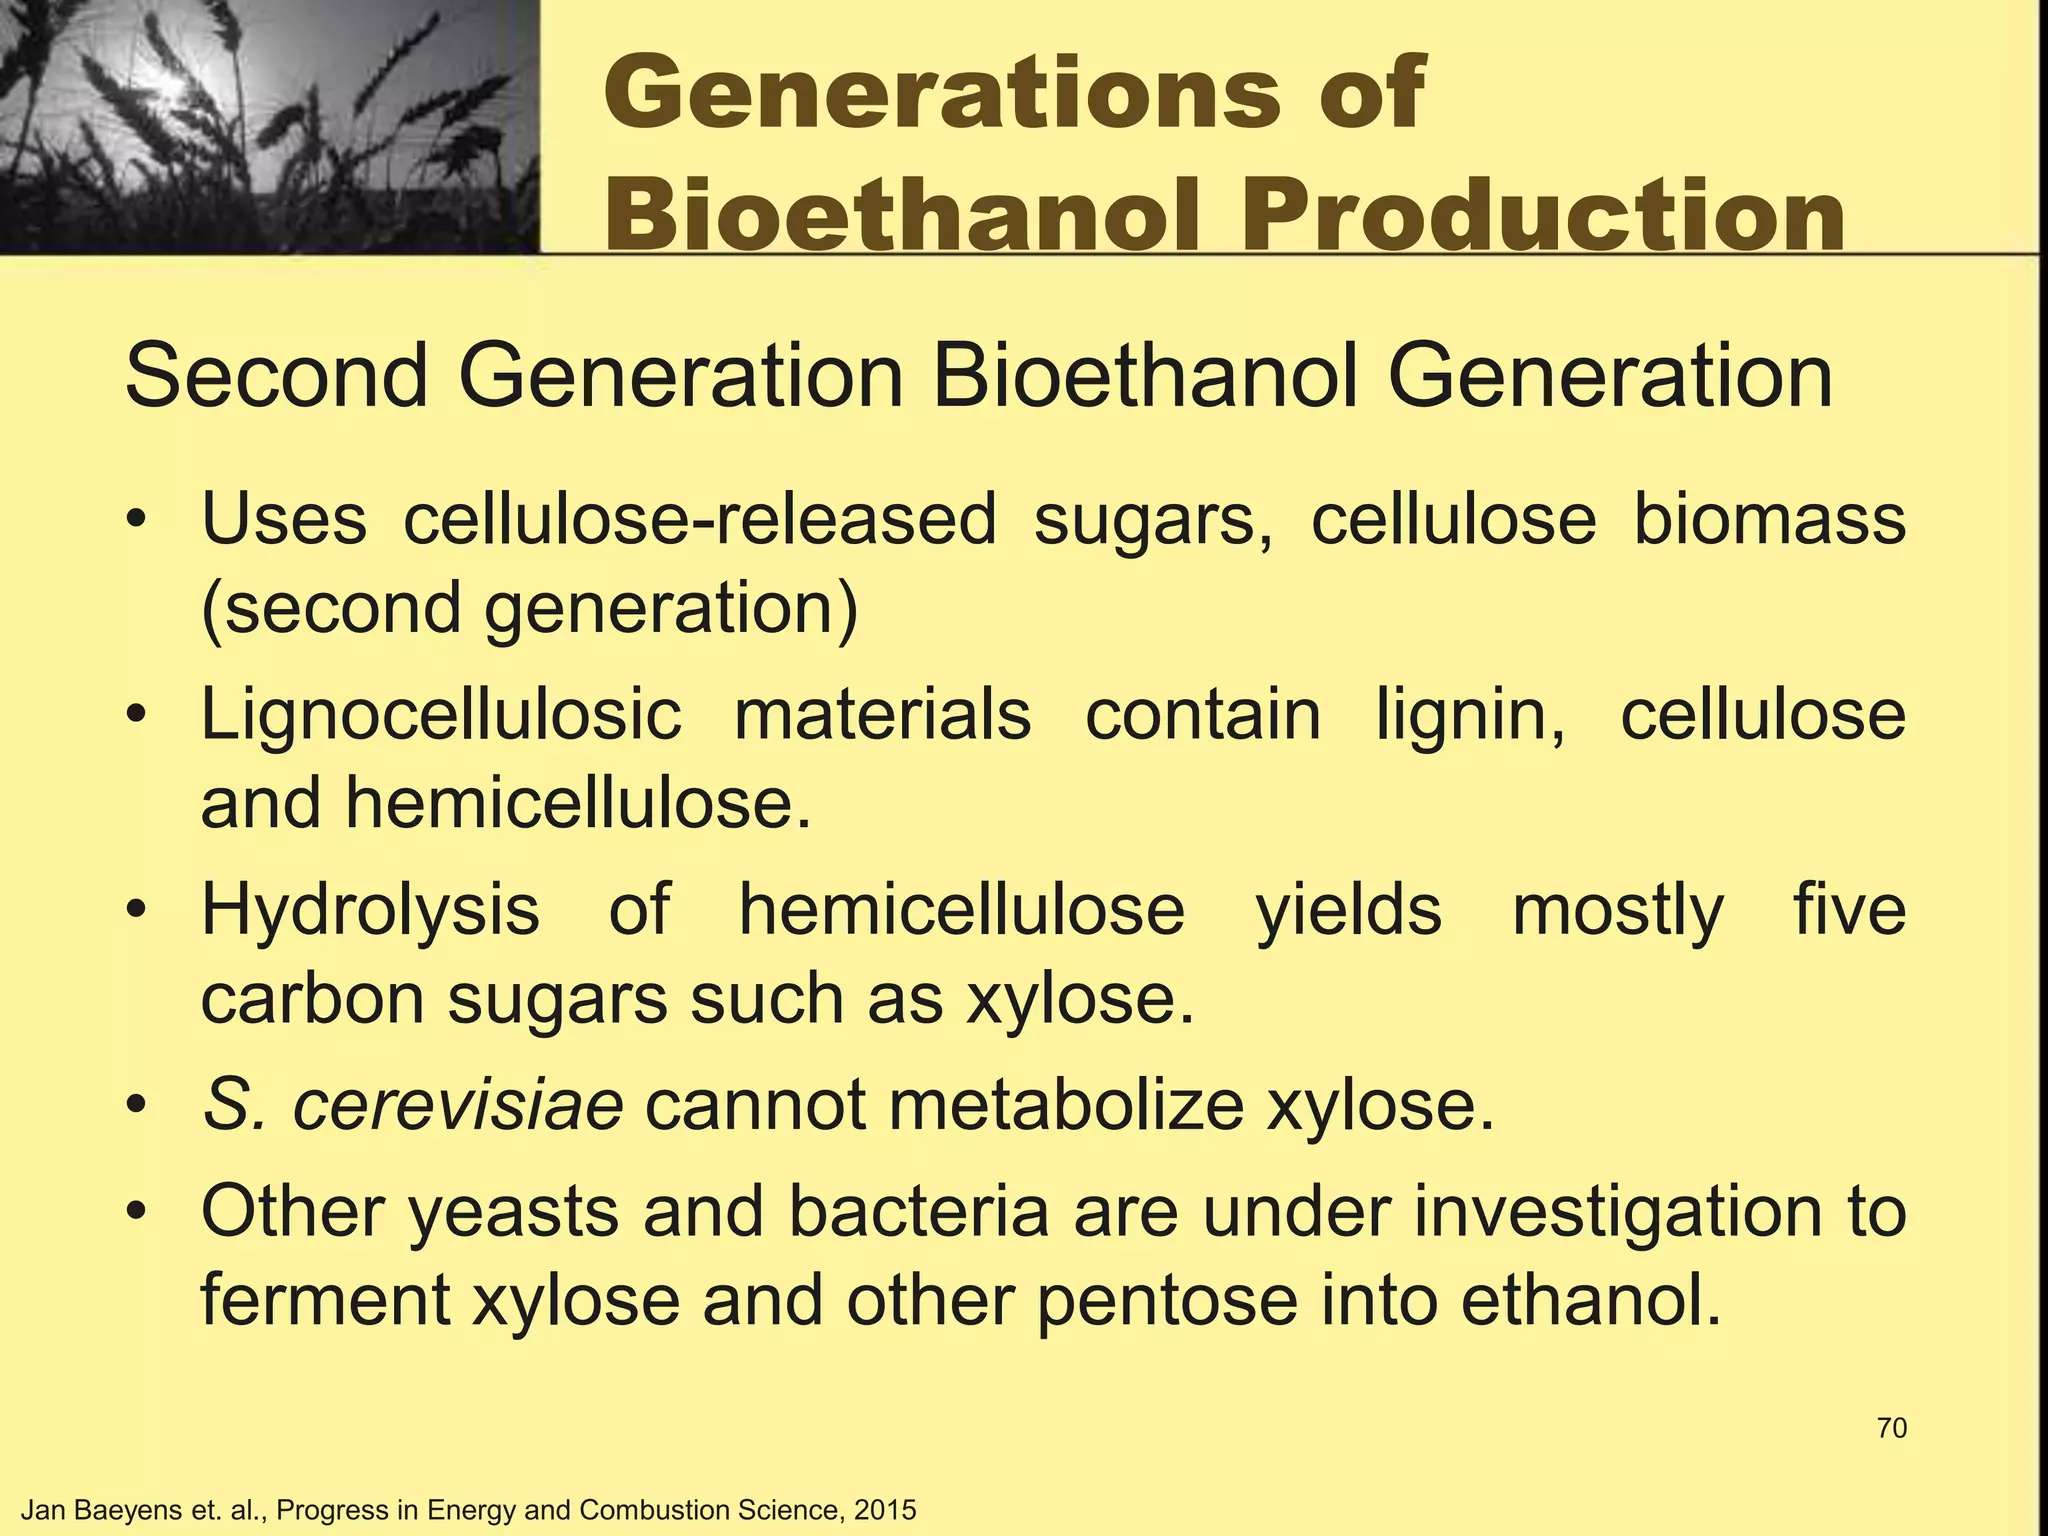 Generations of
Bioethanol Production
Second Generation Bioethanol Generation
• Uses cellulose-released sugars, cellulose biomass
(second generation)
• Lignocellulosic materials contain lignin, cellulose
and hemicellulose.
• Hydrolysis of hemicellulose yields mostly five
carbon sugars such as xylose.
• S. cerevisiae cannot metabolize xylose.
• Other yeasts and bacteria are under investigation to
ferment xylose and other pentose into ethanol.
70
Jan Baeyens et. al., Progress in Energy and Combustion Science, 2015